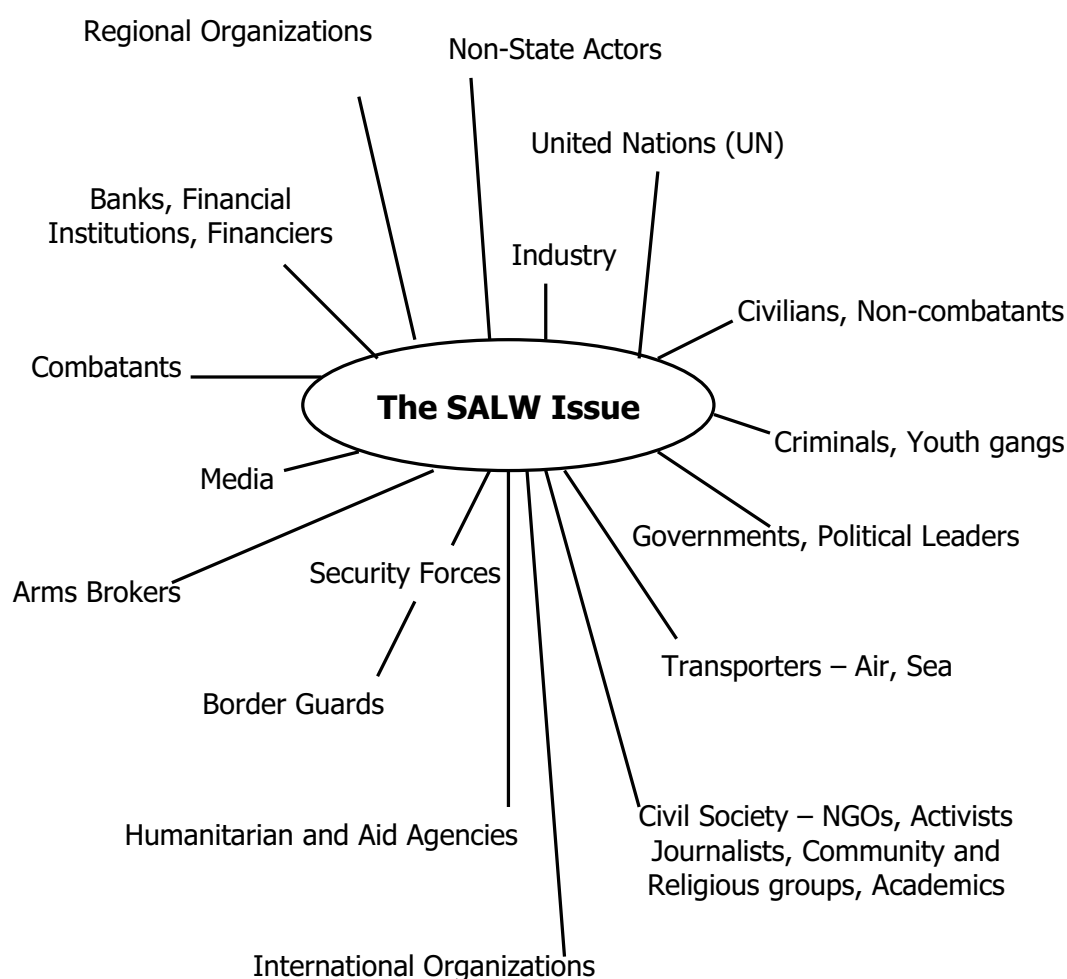 Regional Organizations
Non-State Actors
United Nations (UN)
Banks, Financial
Institutions, Financiers
Industry
Civilians, Non-combatants
Combatants
The SALW Issue
Criminals, Youth gangs
Media
Governments, Political Leaders
Security Forces
Arms Brokers
Transporters – Air, Sea
Border Guards
Humanitarian and Aid Agencies
Civil Society – NGOs, Activists
Journalists, Community and
Religious groups, Academics
International Organizations